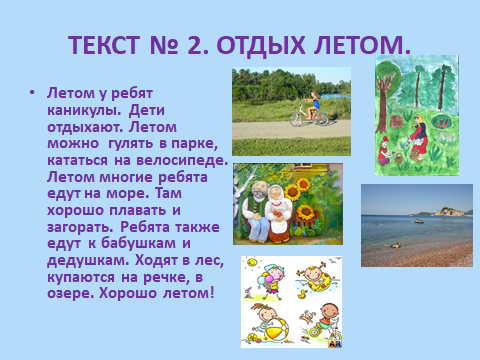 ТЕКСТ № 2. ОТДЫХ ЛЕТОМ.
• Летом у ребят
каникулы. Дети
отдыхают. Летом
можно гулять в парке,
кататься на велосипеде.
Летом многие ребята
едут на море. Там
хорошо плавать и
загорать. Ребята также
едут к бабушкам и
дедушкам. Ходят в лес,
купаются на речке, в
озере. Хорошо летом!